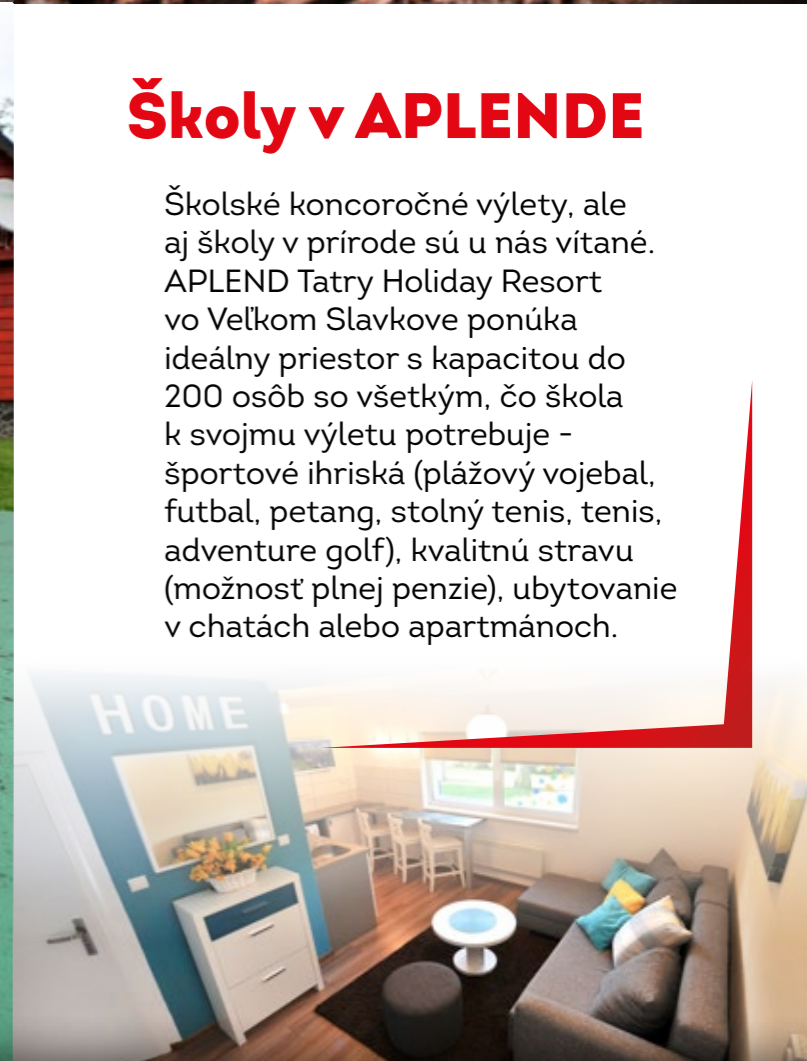 Školy v APLENDE
Školské koncoročné výlety, ale
aj školy v prírode sú u nás vítané.
APLEND Tatry Holiday Resort
vo Veľkom Slavkove ponúka
ideálny priestor s kapacitou do
200 osôb so všetkým, čo škola
k svojmu výletu potrebuje -
športové ihriská (plážový vojebal,
futbal, petang, stolný tenis, tenis,
adventure golf), kvalitnú stravu
(možnosť plnej penzie), ubytovanie
v chatách alebo apartmánoch.
HOME